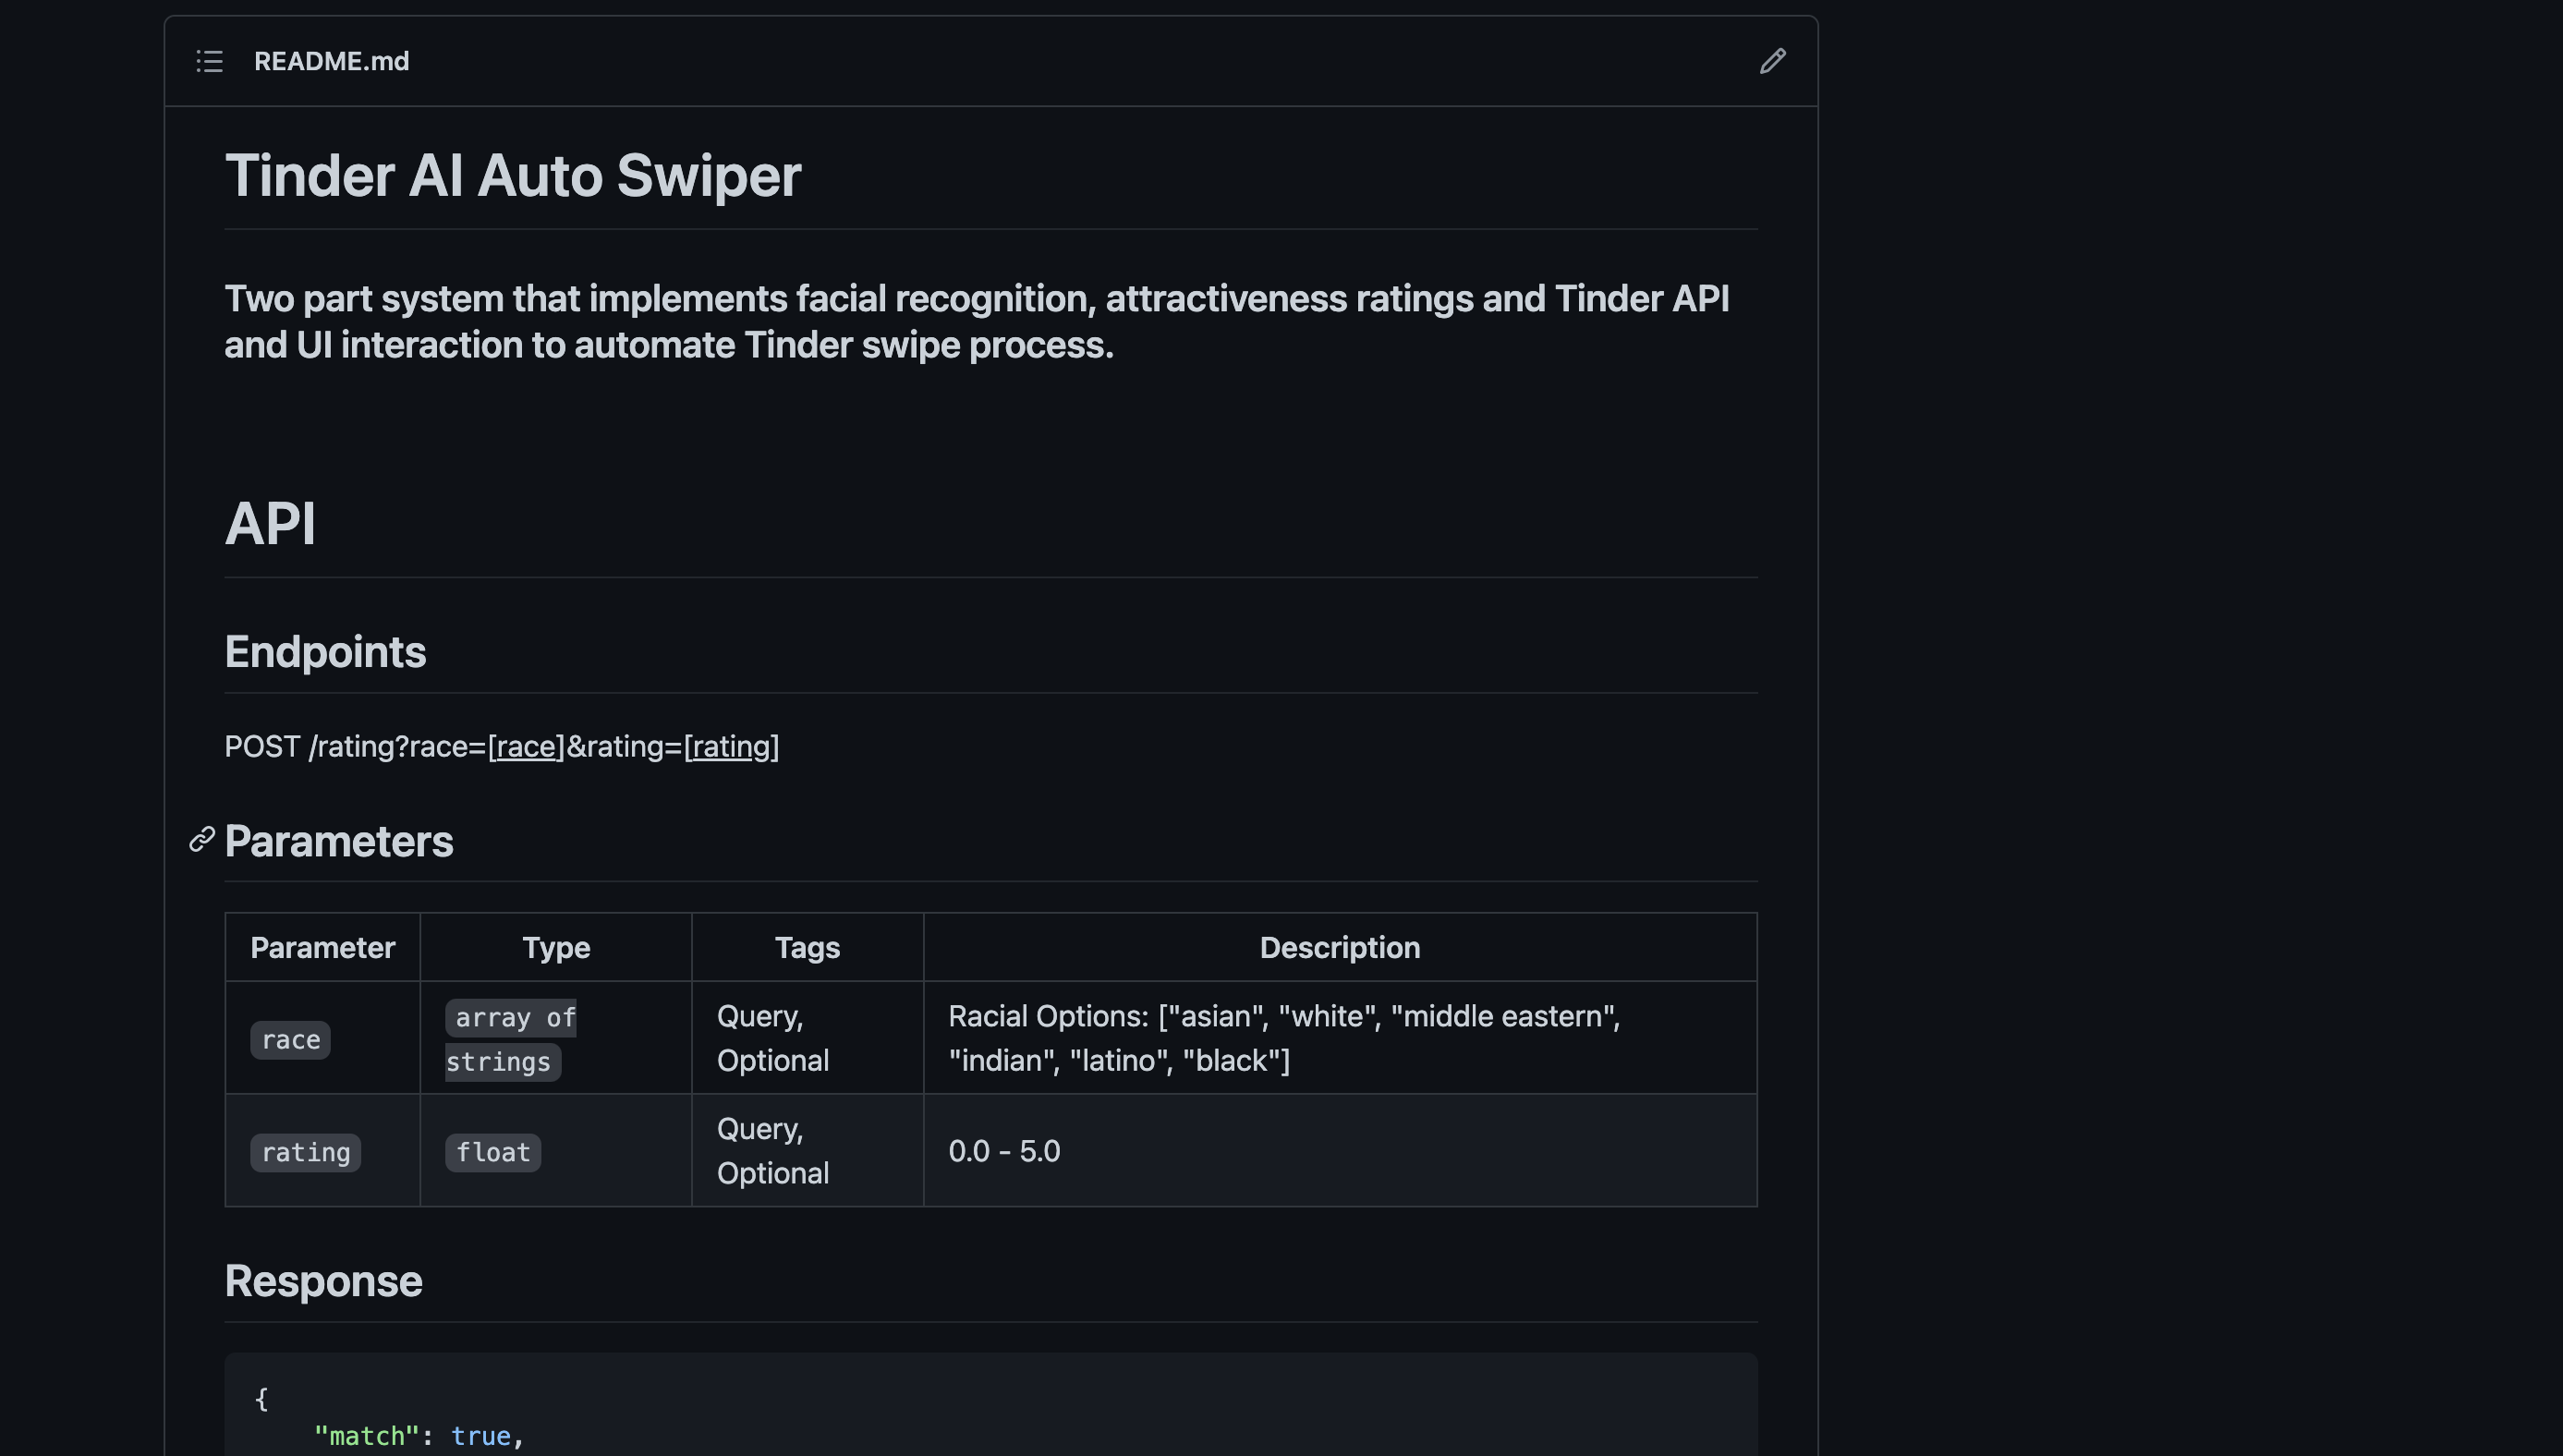 README.md
Tinder AI Auto Swiper
Two part system that implements facial recognition, attractiveness ratings and Tinder API
and UI interaction to automate Tinder swipe process.
API
Endpoints
POST /rating?race=[race]&rating=[rating]
Parameters
Parameter Type Tags Description
race array of strings Query, Optional Racial Options: ["asian", "white", "middle eastern", "indian", "latino", "black"]
rating float Query, Optional 0.0 - 5.0
Response
{
"match": true,